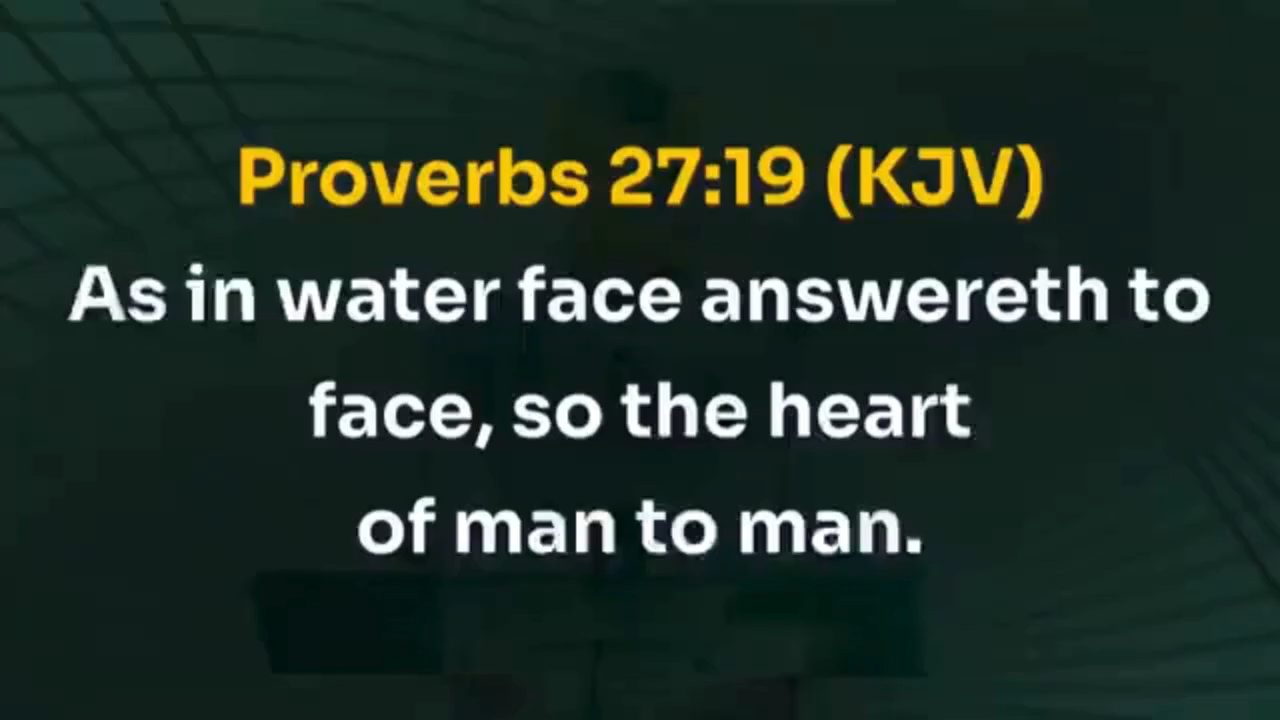 Proverbs 27:19 (KJV)
As in water face answereth to
face, so the heart
of man to man.